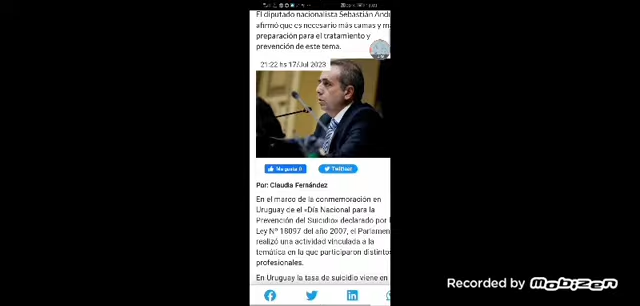 El diputado nacionalista Sebastián Andu
afirmó que es necesario más camas y m
preparación para el tratamiento y
prevención de este tema.
21:22 hs 17/Jul 2023
Me gusta 0
Twittear
Por: Claudia Fernández
En el marco de la conmemoración en
Uruguay de el «Día Nacional para la
Prevención del Suicidio» declarado por l
Ley Nº 18097 del año 2007, el Parlamen
realizó una actividad vinculada a la
temática en la que participaron distintos
profesionales.
En Uruguay la tasa de suicidio viene en
Recorded by MOBIZEN